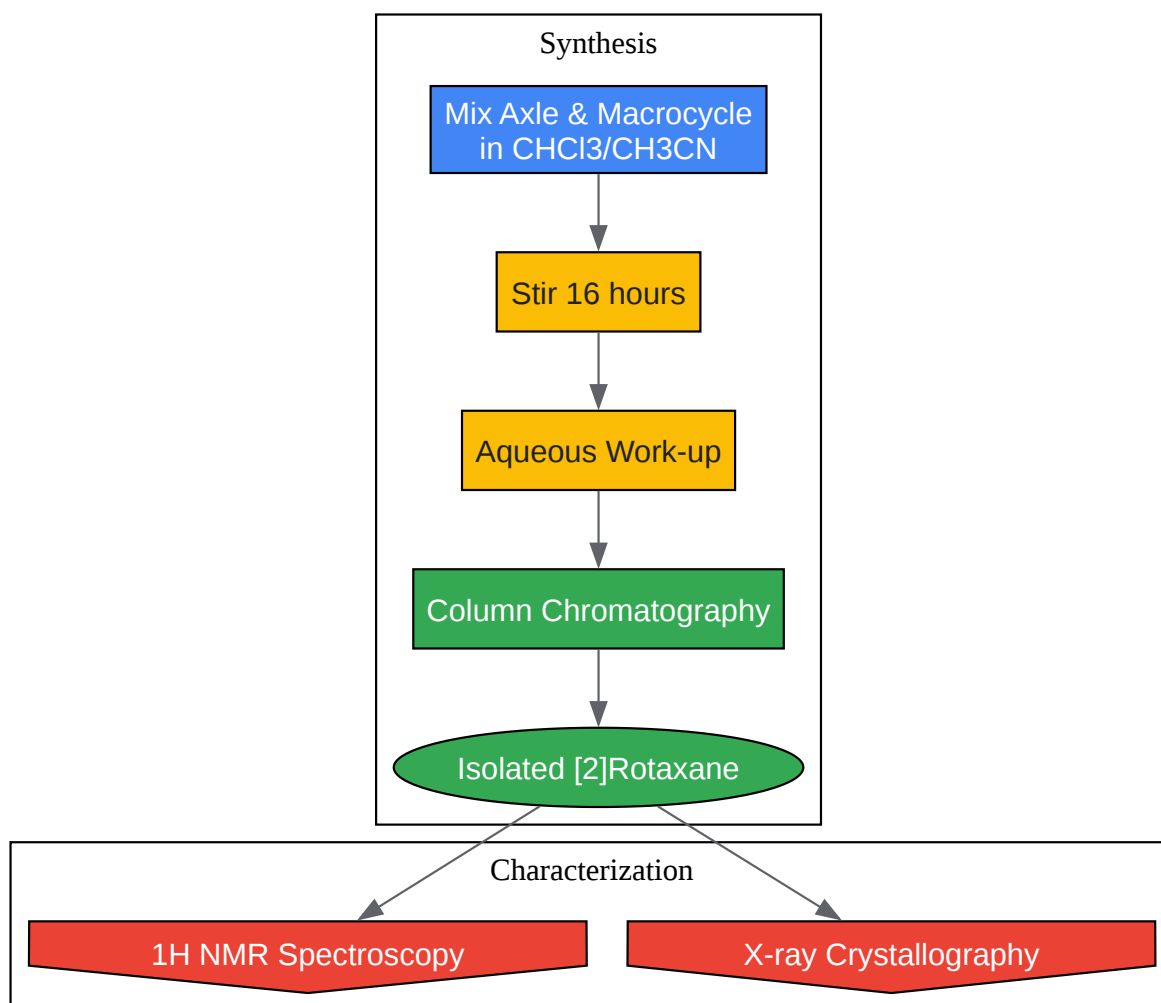 Synthesis
Mix Axle & Macrocycle
in CHCl3/CH3CN
Stir 16 hours
Aqueous Work-up
Column Chromatography
Isolated [2]Rotaxane
Characterization
1H NMR Spectroscopy
X-ray Crystallography